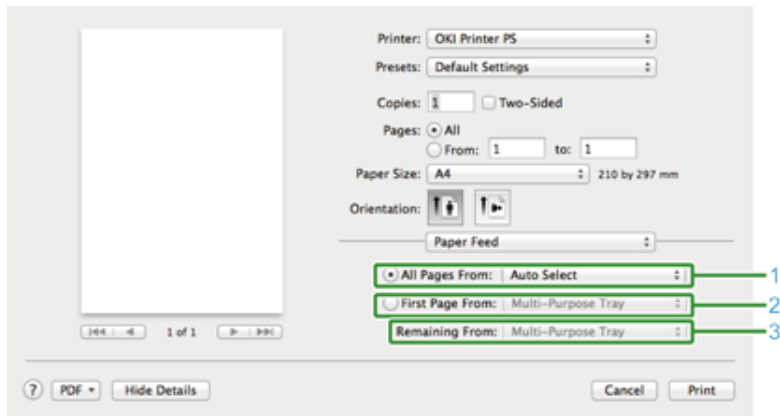 Printer: OKI Printer PS
Presets: Default Settings
Copies: 1 Two-Sided
Pages: All
From: 1 to: 1
Paper Size: A4 210 by 297 mm
Orientation:
Paper Feed
All Pages From: Auto Select 1
First Page From: Multi-Purpose Tray 2
Remaining From: Multi-Purpose Tray 3
1 of 1
? PDF Hide Details Cancel Print